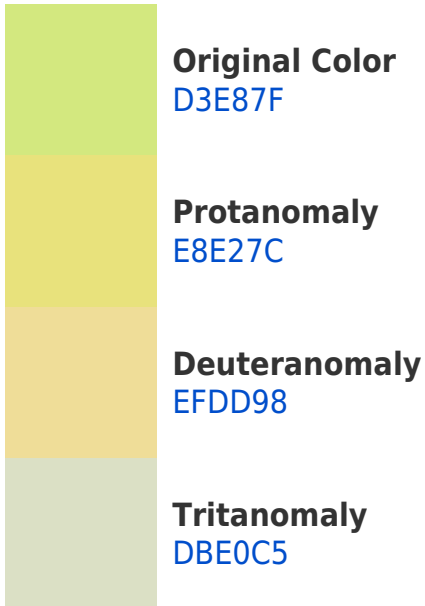 Original Color
D3E87F
Protanomaly
E8E27C
Deuteranomaly
EFDD98
Tritanomaly
DBE0C5